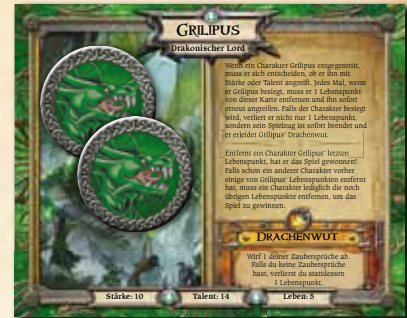 GRILIPUS
Drakonischer Lord
Wenn ein Charakter Grilipus entgegentritt,
muss er sich entscheiden, ob er ihn mit
Stärke oder Talent angreift. Jedes Mal, wenn
er Grilipus besiegt, muss er 1 Lebenspunkt
von dieser Karte entfernen und ihn sofort
erneut angreifen. Falls der Charakter besiegt
wird, verliert er nicht nur 1 Lebenspunkt,
sondern sein Spielzug ist sofort beendet und
er erleidet Grilipus' Drachenwut.
Entfernt ein Charakter Grilipus' letzten
Lebenspunkt, hat er das Spiel gewonnen!
Falls schon ein anderer Charakter vorher
einige von Grilipus' Lebenspunkten entfernt
hat, muss ein Charakter lediglich die noch
übrigen Lebenspunkte entfernen, um das
Spiel zu gewinnen.
DRACHENWUT
Wirf 1 deiner Zaubersprüche ab.
Falls du keine Zaubersprüche
hast, verlierst du stattdessen
1 Lebenspunkt.
Stärke: 10 Talent: 14 Leben: 5